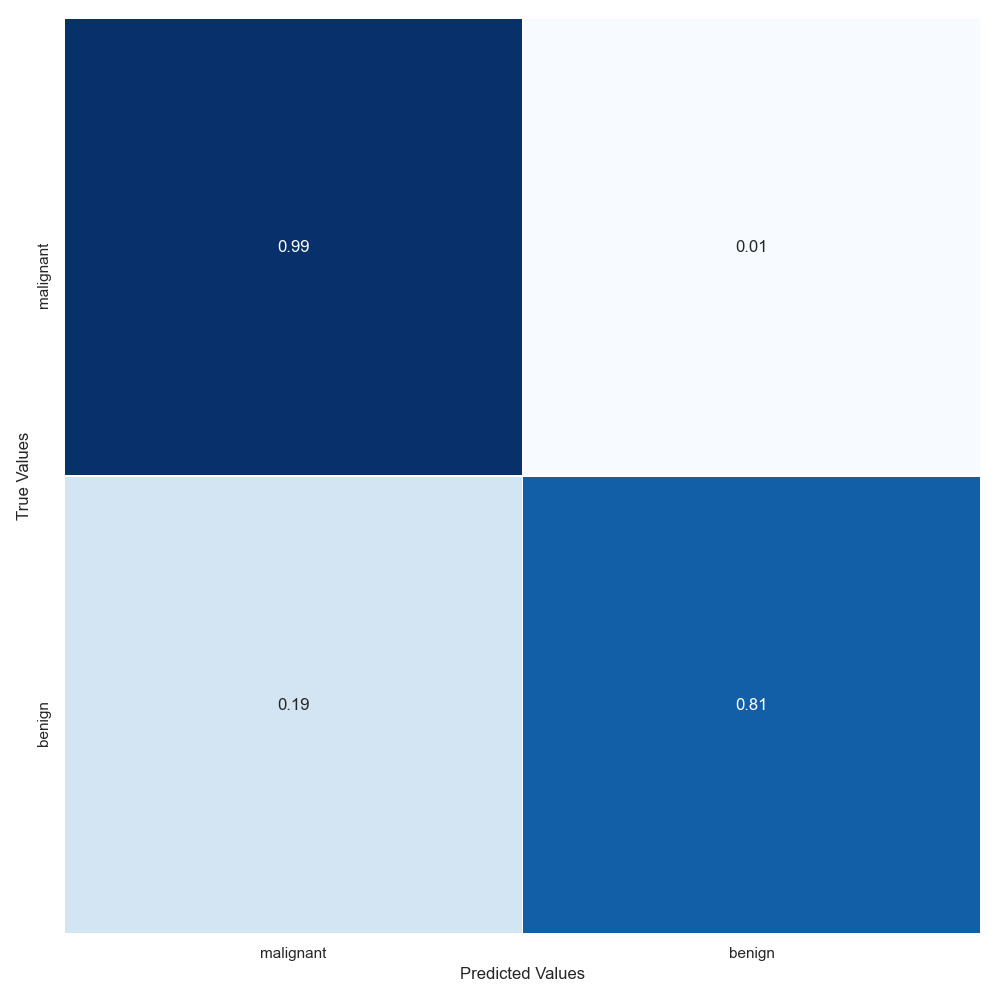 0.99
0.01
malignant
True Values
0.19
0.81
benign
malignant
benign
Predicted Values